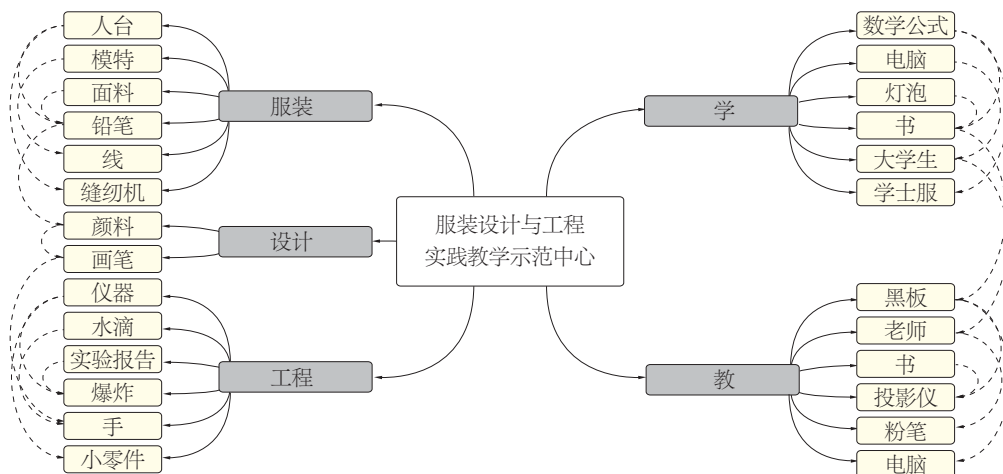 人台
模特
面料
铅笔
线
缝纫机
服装
颜料
画笔
设计
仪器
水滴
实验报告
爆炸
手
小零件
工程
服装设计与工程
实践教学示范中心
学
数学公式
电脑
灯泡
书
大学生
学士服
教
黑板
老师
书
投影仪
粉笔
电脑